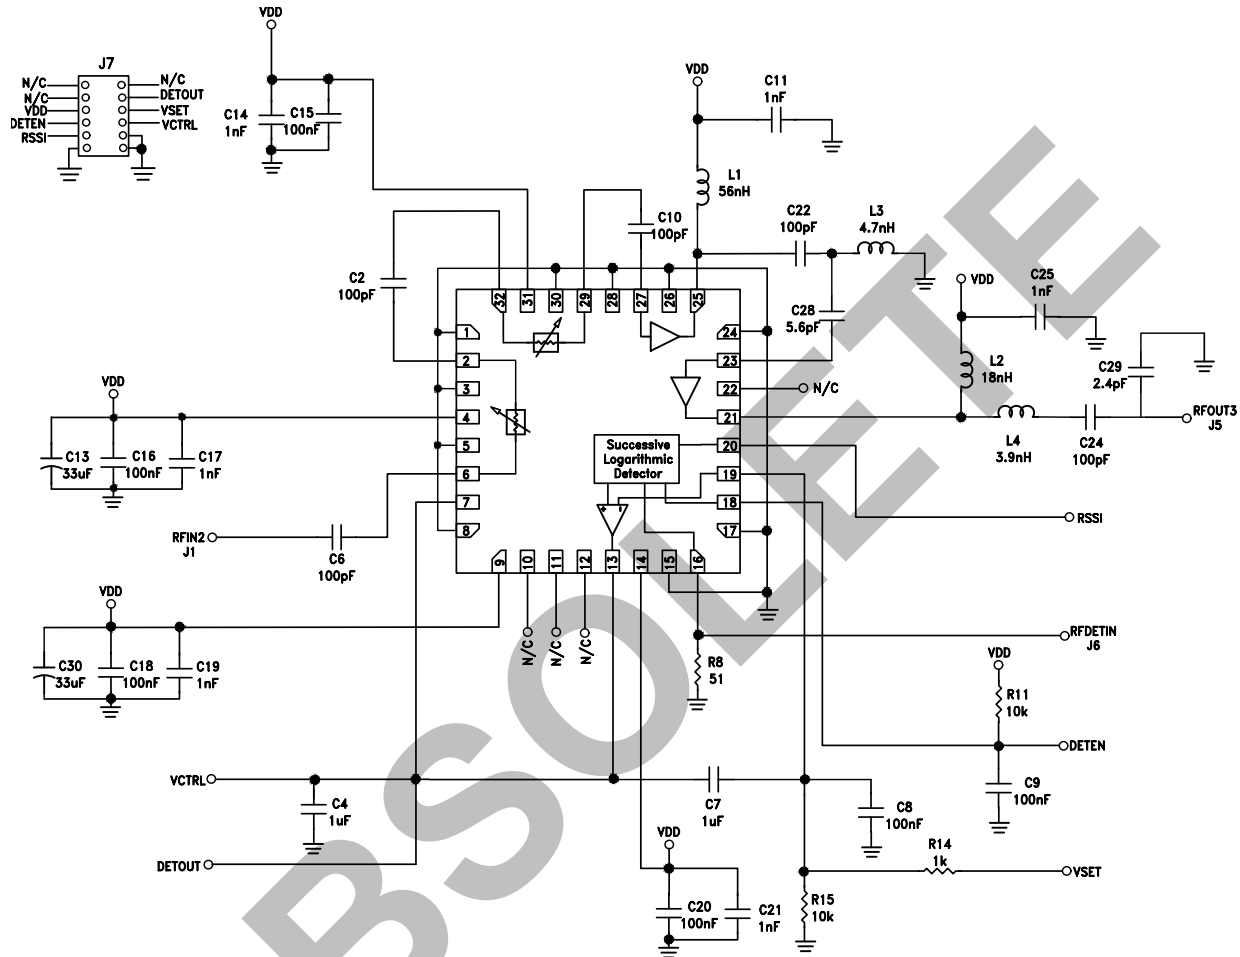 VDD
J7
N/C
N/C
VDD
DETEN
RSSI
N/C
DETOUT
VSET
VCTRL
C14
1nF
C15
100nF
VDD
C11
1nF
L1
56nH
C10
100pF
C22
100pF
L3
4.7nH
C2
100pF
C28
5.6pF
VDD
C25
1nF
L2
18nH
C29
2.4pF
RFOUT3
J5
L4
3.9nH
C24
100pF
32
31
30
29
28
27
26
25
1
2
3
4
5
6
7
8
24
23
22
21
20
19
18
17
N/C
9
10
11
12
13
14
15
16
Successive
Logarithmic
Detector
+
-
VDD
C13
33uF
C16
100nF
C17
1nF
RFIN2
J1
C6
100pF
RSSI
VDD
C30
33uF
C18
100nF
C19
1nF
N/C
N/C
N/C
R8
51
RFDETIN
J6
VDD
R11
10k
DETEN
C9
100nF
VCTRL
C4
1uF
C7
1uF
C8
100nF
DETOUT
VDD
C20
100nF
C21
1nF
R14
1k
VSET
R15
10k
BSOLETE